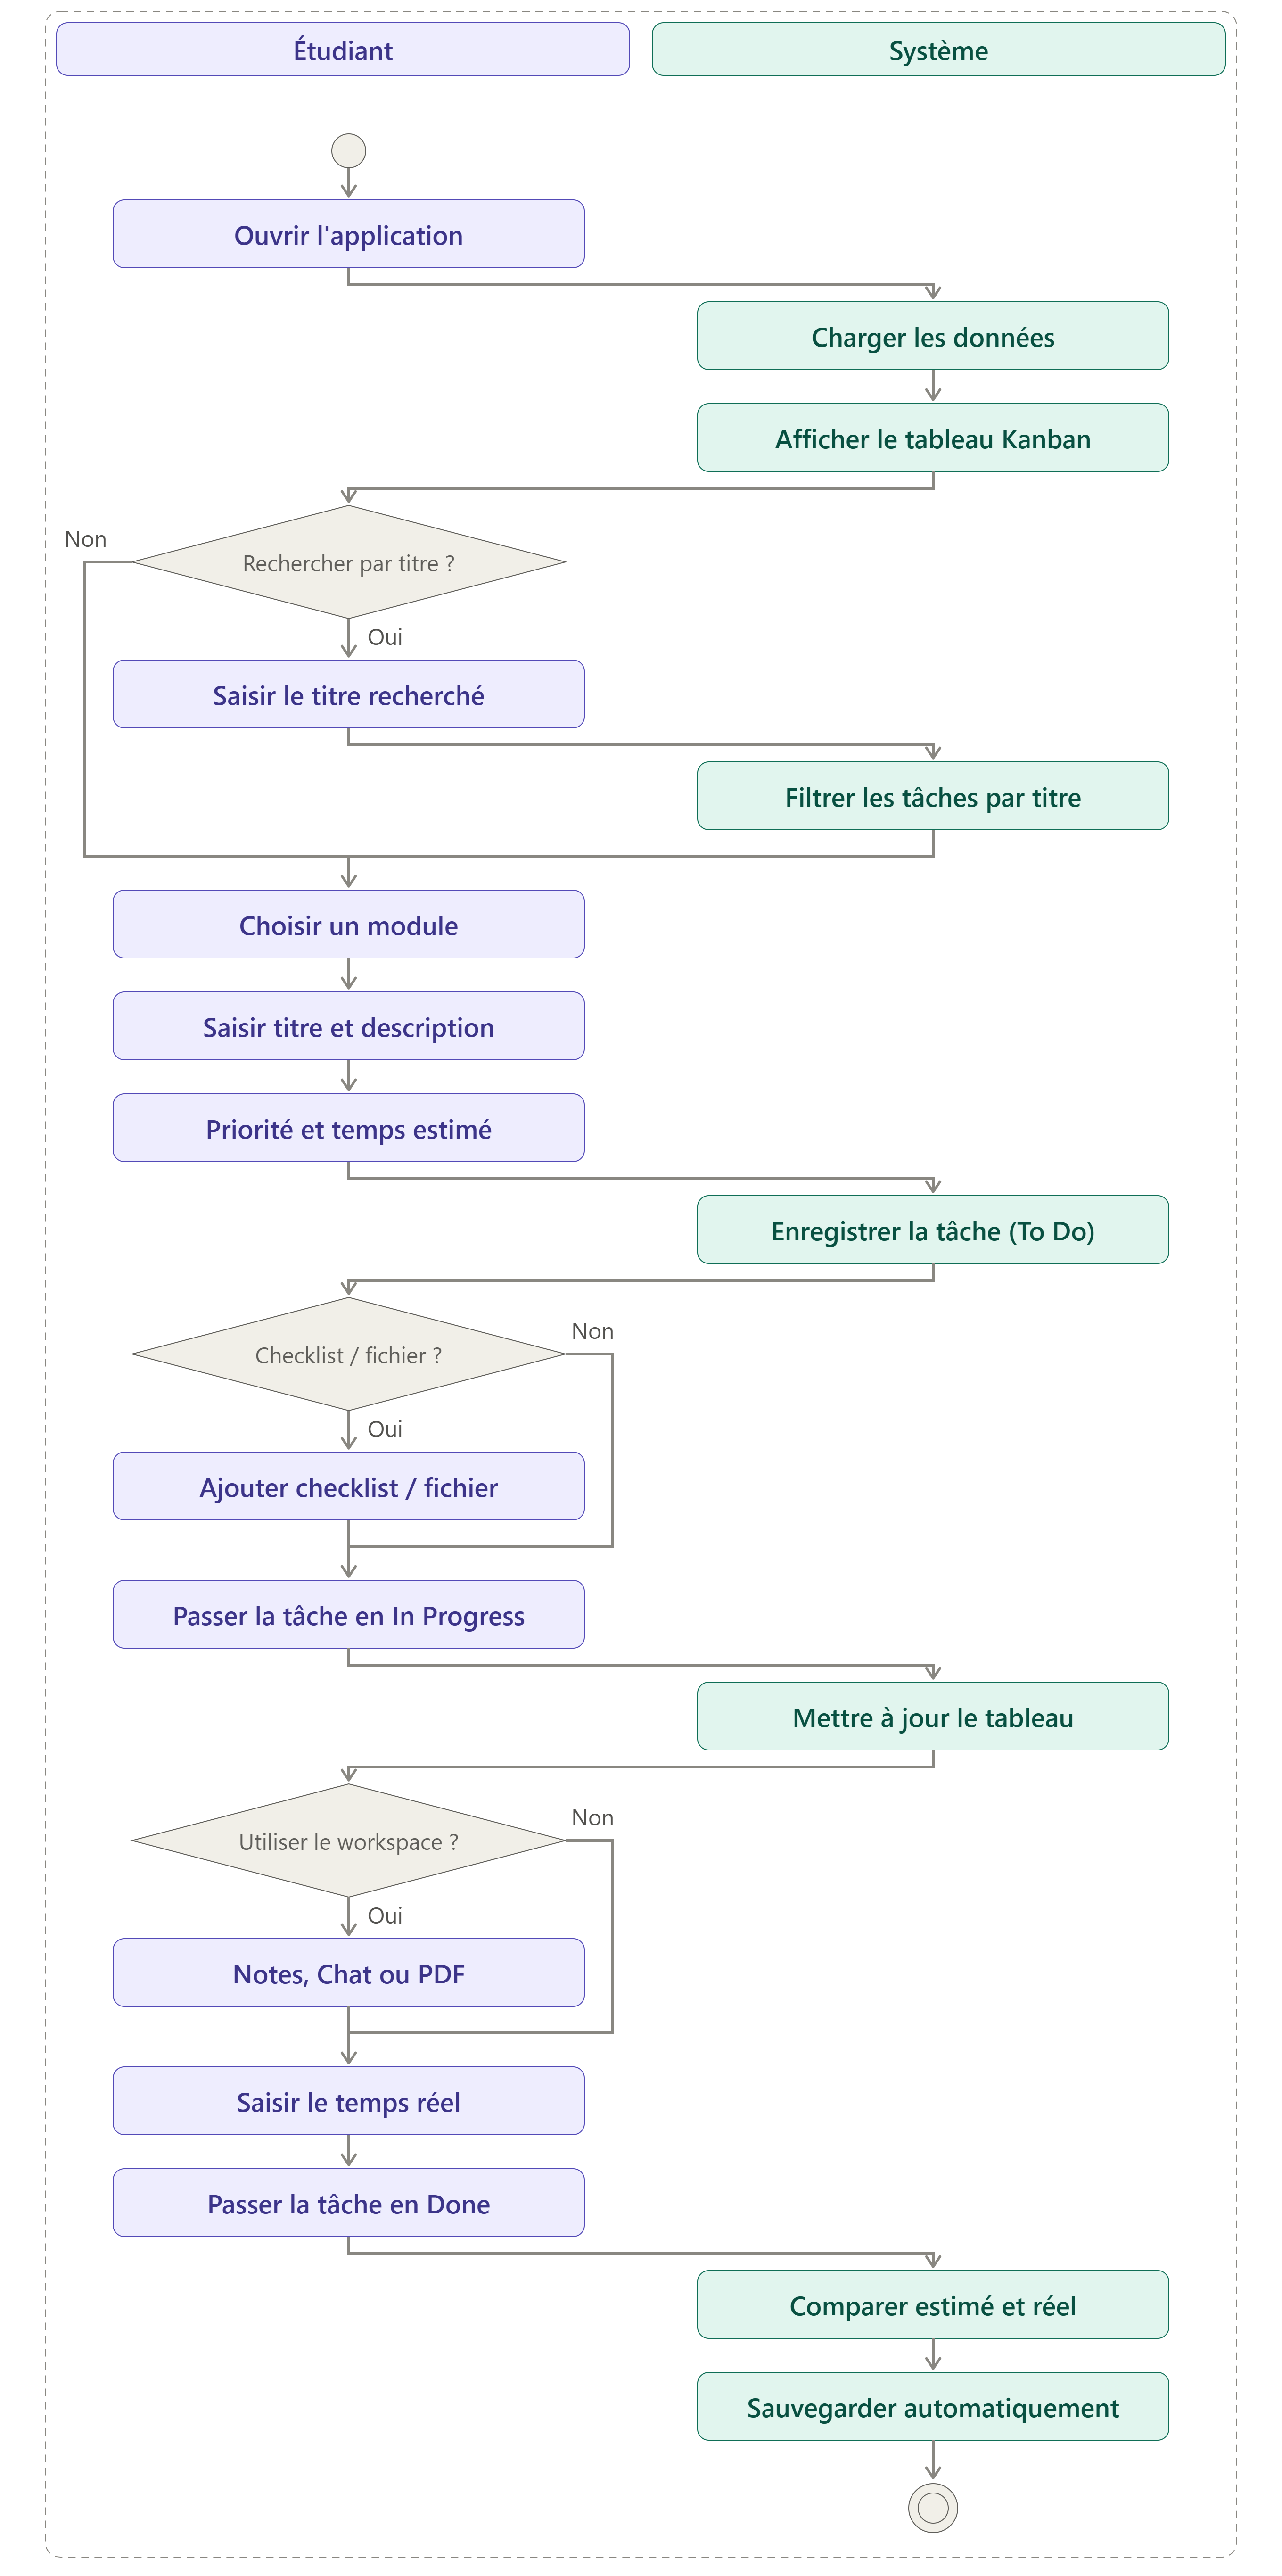 Étudiant
Système
Ouvrir l'application
Charger les données
Afficher le tableau Kanban
Non
Rechercher par titre ?
Oui
Saisir le titre recherché
Filtrer les tâches par titre
Choisir un module
Saisir titre et description
Priorité et temps estimé
Enregistrer la tâche (To Do)
Non
Checklist / fichier ?
Oui
Ajouter checklist / fichier
Passer la tâche en In Progress
Mettre à jour le tableau
Non
Utiliser le workspace ?
Oui
Notes, Chat ou PDF
Saisir le temps réel
Passer la tâche en Done
Comparer estimé et réel
Sauvegarder automatiquement